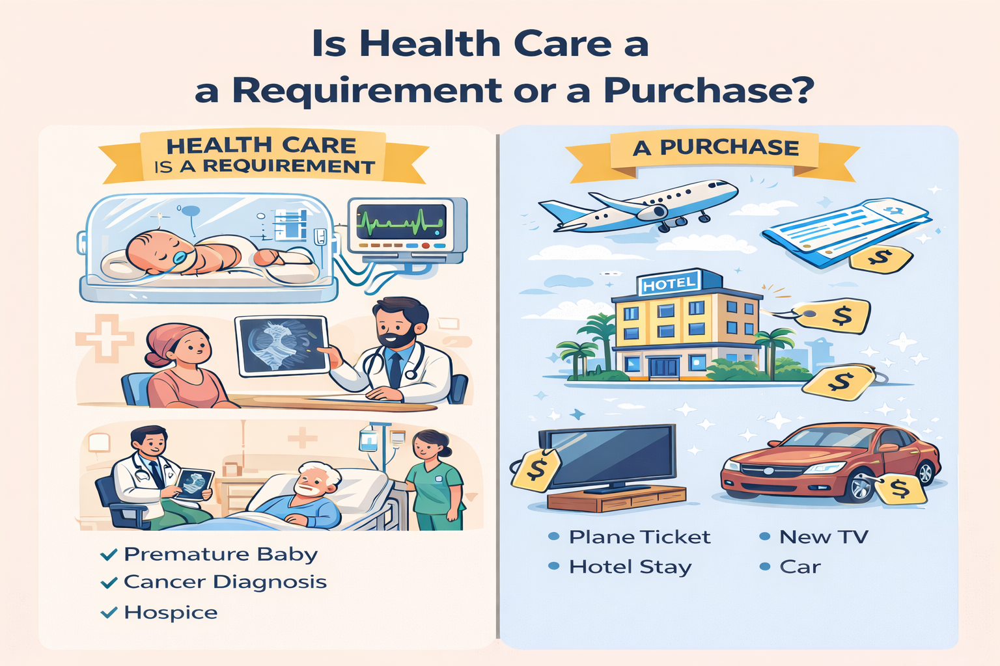 Is Health Care a
a Requirement or a Purchase?
HEALTH CARE
IS A REQUIREMENT
A PURCHASE
$
HOTEL
$
$
$
$
✓ Premature Baby
✓ Cancer Diagnosis
✓ Hospice
• Plane Ticket
• Hotel Stay
• New TV
• Car